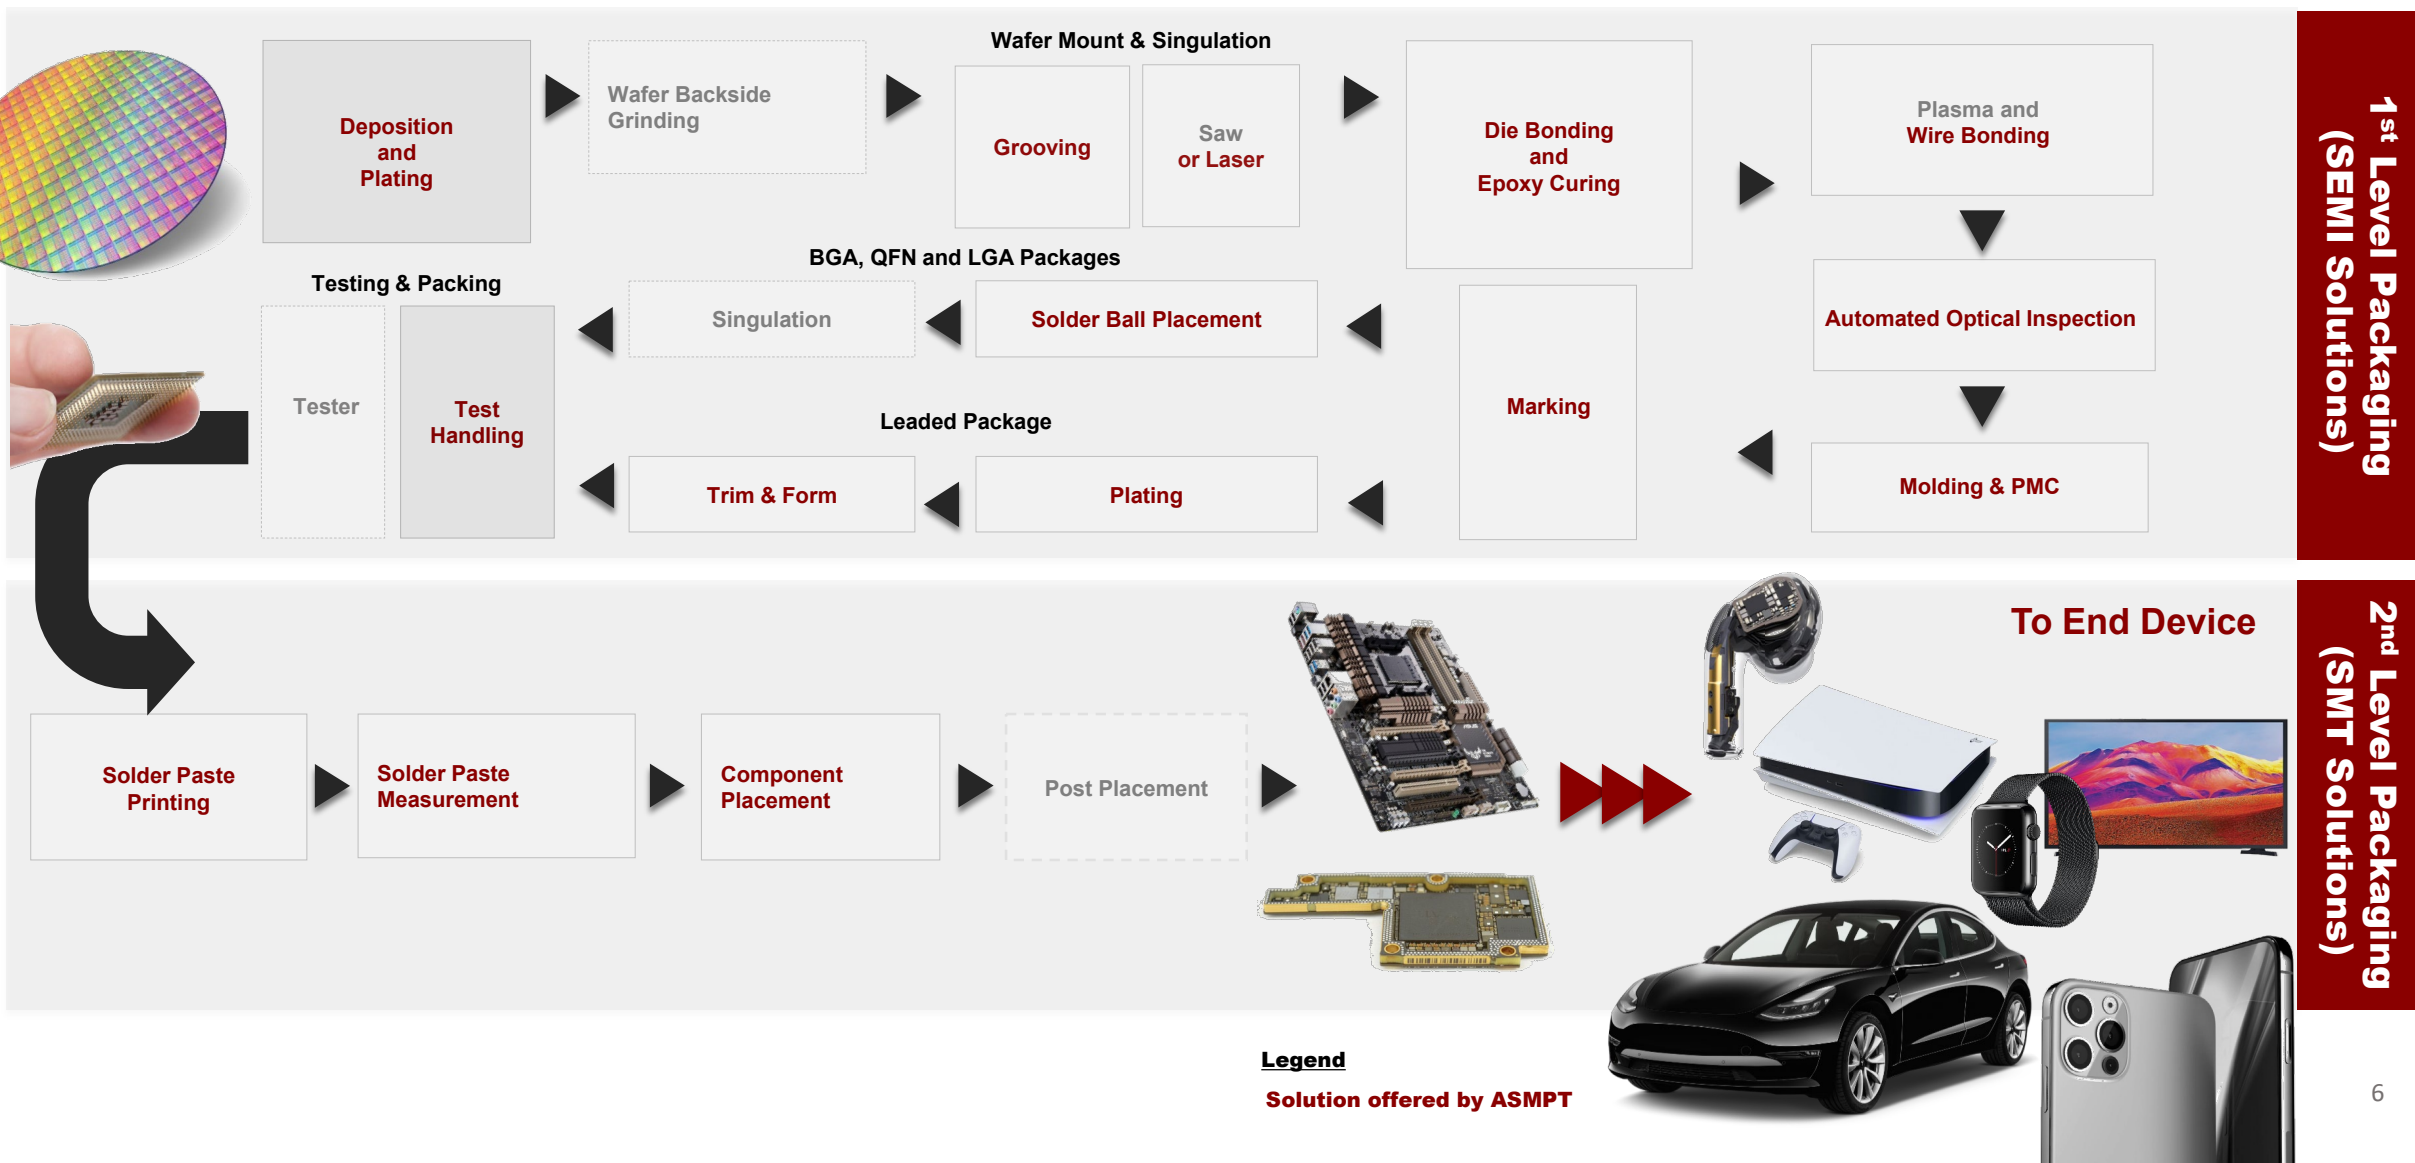 Wafer Mount & Singulation
Deposition
and
Plating
Wafer Backside
Grinding
Grooving
Saw
or Laser
Die Bonding
and
Epoxy Curing
Plasma and
Wire Bonding
Automated Optical Inspection
Molding & PMC
Marking
BGA, QFN and LGA Packages
Solder Ball Placement
Singulation
Leaded Package
Plating
Trim & Form
Testing & Packing
Test
Handling
Tester
1st Level Packaging
(SEMI Solutions)
Solder Paste
Printing
Solder Paste
Measurement
Component
Placement
Post Placement
To End Device
2nd Level Packaging
(SMT Solutions)
Legend
Solution offered by ASMPT
6